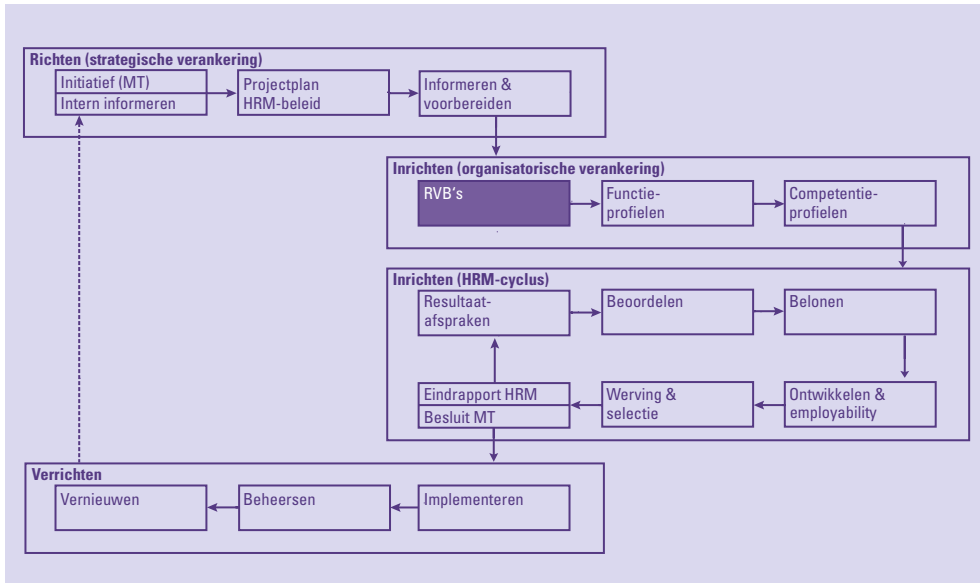 Richten (strategische verankering)
Initiatief (MT)
Intern informeren
Projectplan
HRM-beleid
Informeren &
voorbereiden
Inrichten (organisatorische verankering)
RVB's
Functie-
profielen
Competentie-
profielen
Inrichten (HRM-cyclus)
Resultaat-
afspraken
Beoordelen
Belonen
Eindrapport HRM
Besluit MT
Werving &
selectie
Ontwikkelen &
employability
Verrichten
Vernieuwen
Beheersen
Implementeren